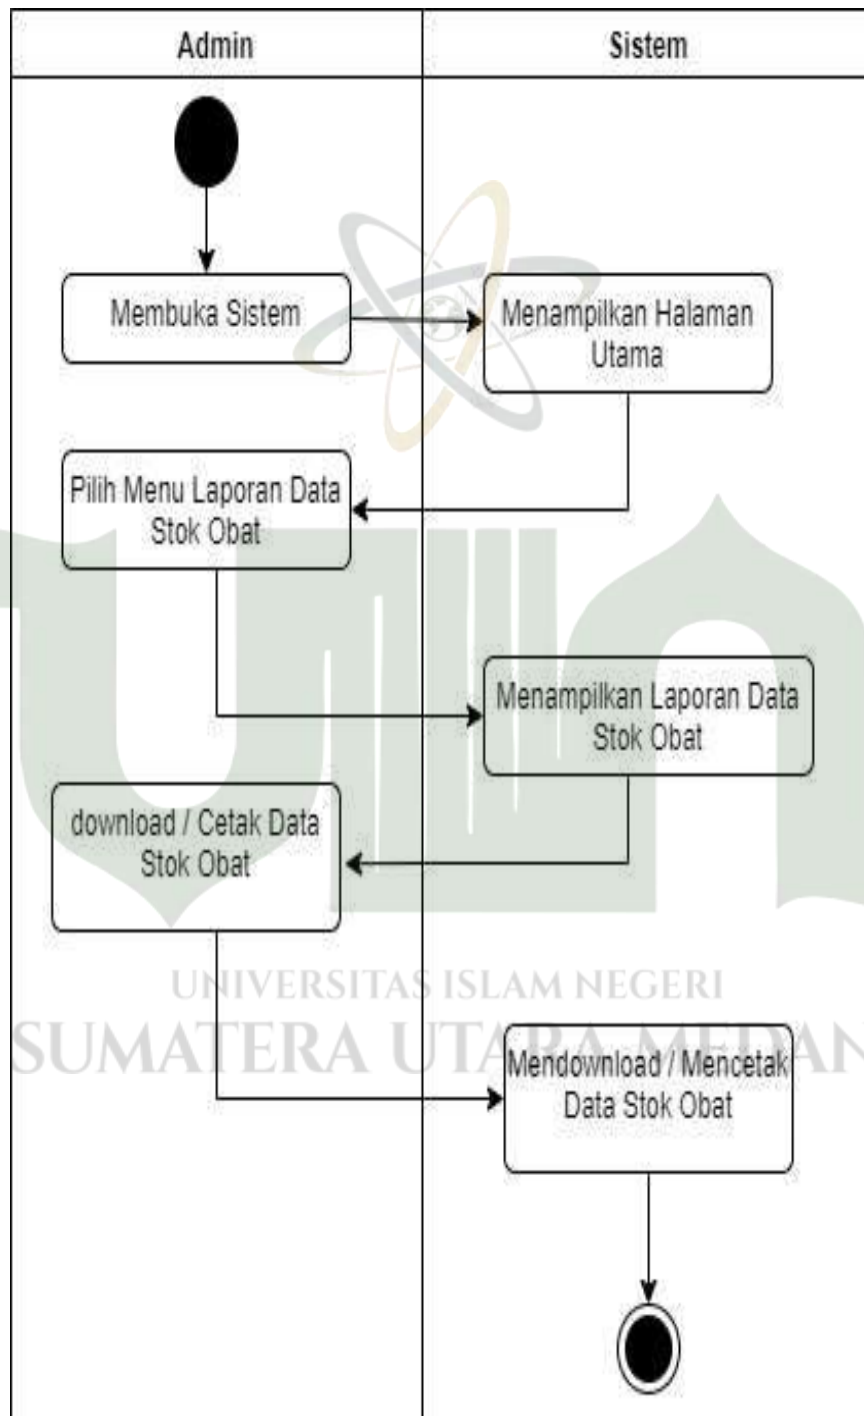 Admin
Sistem
Membuka Sistem
Menampilkan Halaman
Utama
Pilih Menu Laporan Data
Stok Obat
Menampilkan Laporan Data
Stok Obat
download / Cetak Data
Stok Obat
UNIVERSITAS ISLAM NEGERI
SUMATERA UTARA MEDAN
Mendownload / Mencetak
Data Stok Obat